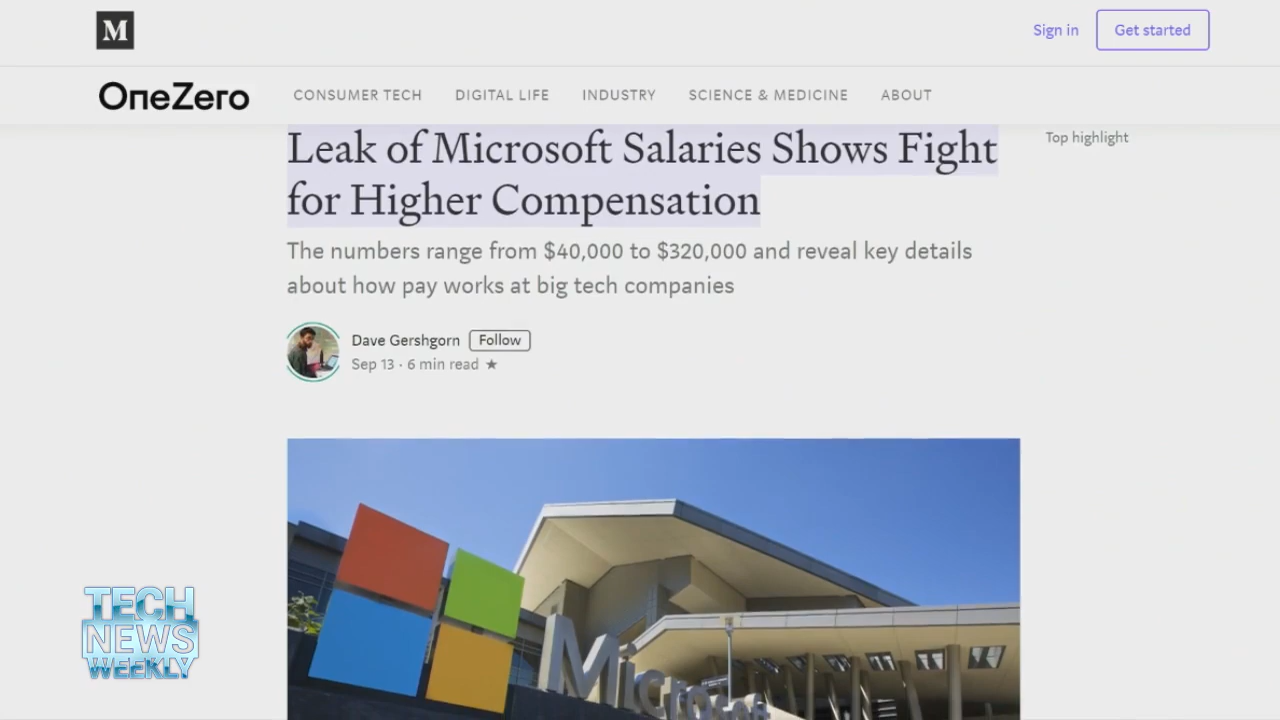 M
Sign in
Get started
OneZero
CONSUMER TECH
DIGITAL LIFE
INDUSTRY
SCIENCE & MEDICINE
ABOUT
Leak of Microsoft Salaries Shows Fight
for Higher Compensation
Top highlight
The numbers range from $40,000 to $320,000 and reveal key details
about how pay works at big tech companies
Dave Gershgorn
Follow
Sep 13 · 6 min read ★
Microsoft
TECH
NEWS
WEEKLY